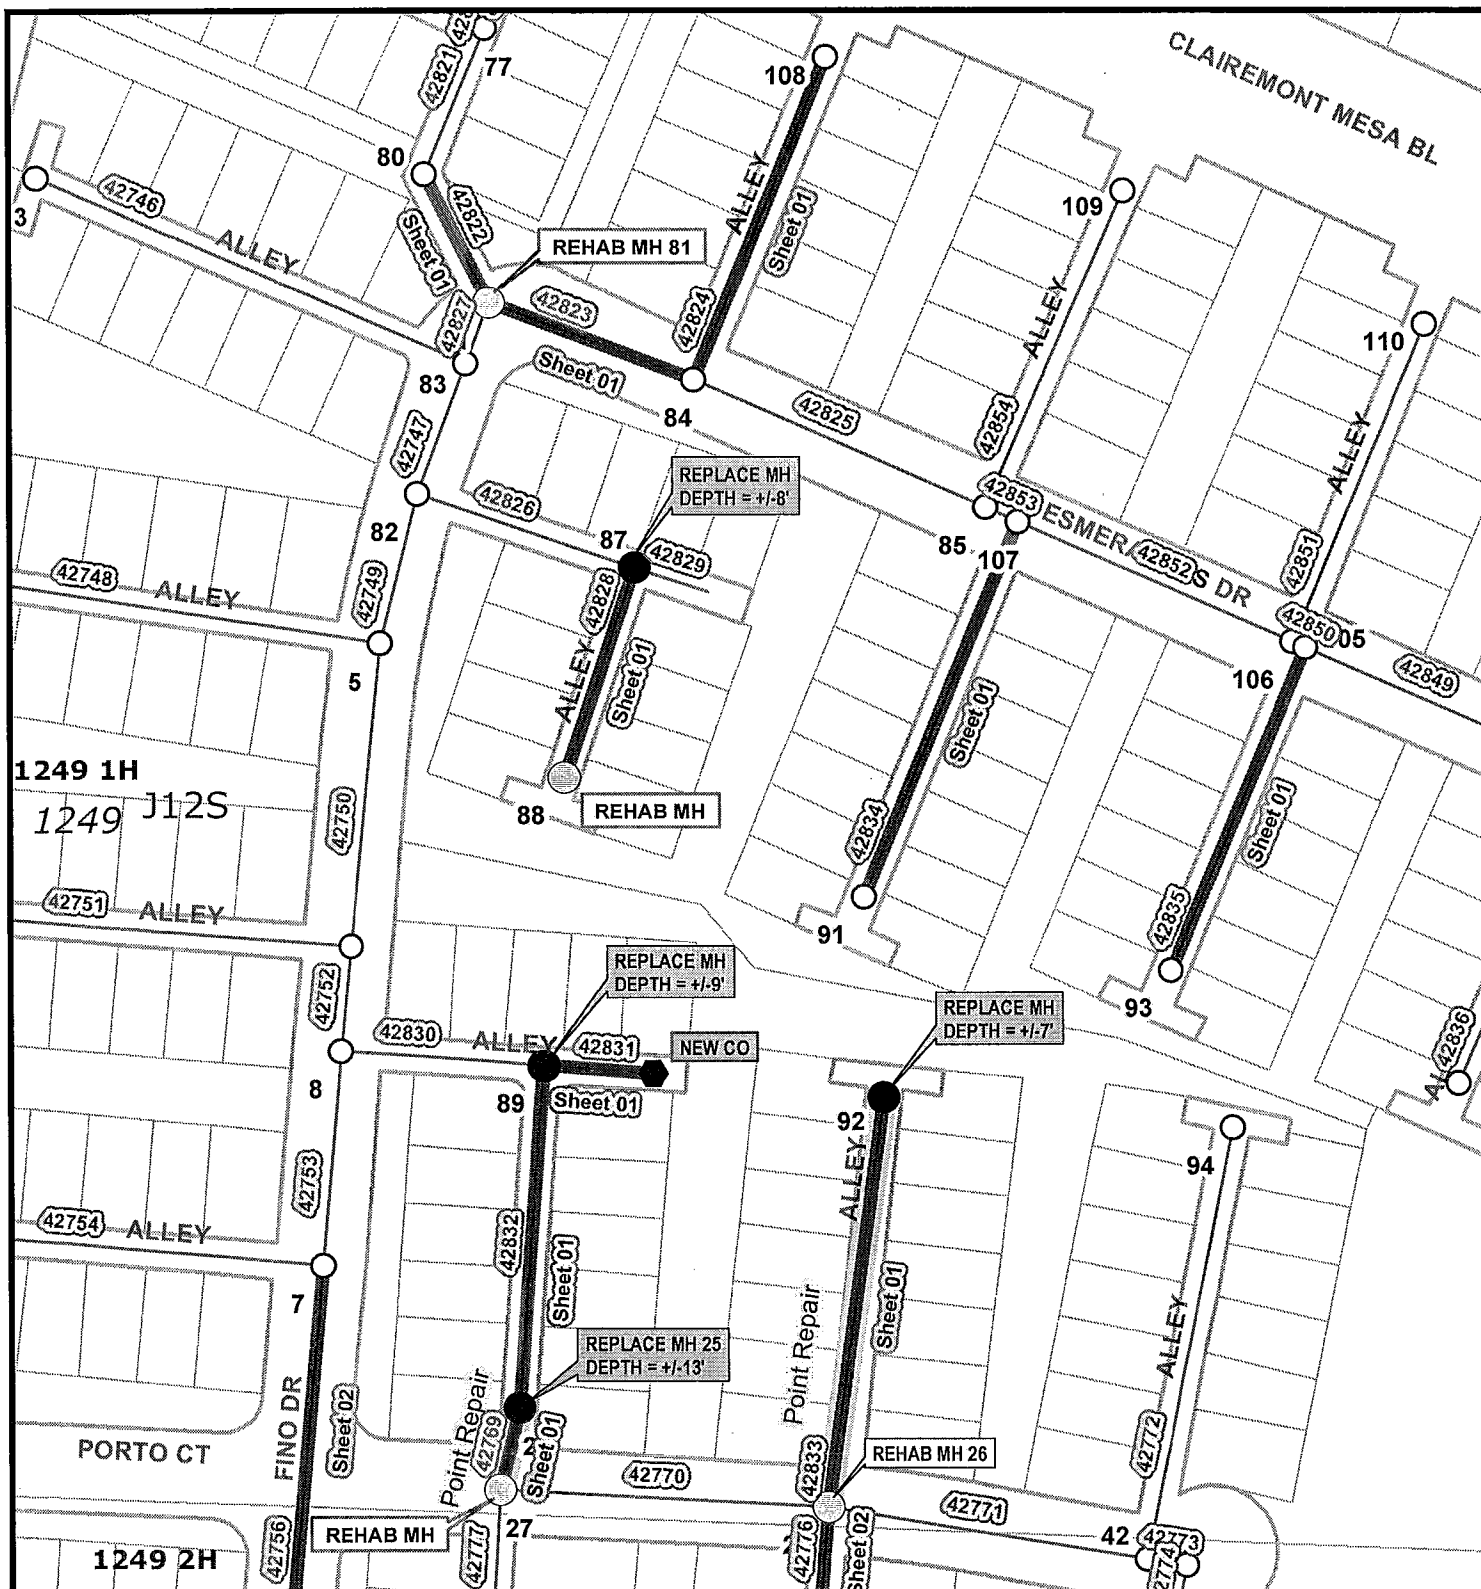 42821
77
108
CLAIREMONT MESA BL
80
42822
Sheet 01
ALLEY
Sheet 01
109
3
42746
ALLEY
REHAB MH 81
42827
42823
42824
Sheet 01
83
84
42825
ALLEY
42854
110
ALLEY
42747
82
42826
REPLACE MH
DEPTH = +/-8'
87
42829
42828
85
42853
107
42852
S DR
42851
42850
05
106
42849
42748
ALLEY
42749
5
ALLEY
Sheet 01
Sheet 01
1249 1H
1249
J12S
42750
88
REHAB MH
42834
Sheet 01
42751
ALLEY
91
42835
93
42752
REPLACE MH
DEPTH = +/-9'
REPLACE MH
DEPTH = +/-7'
42836
42830
ALLEY
42831
NEW CO
8
89
Sheet 01
92
ALLEY
94
42753
42754
ALLEY
7
42832
Sheet 01
Point Repair
Sheet 01
ALLEY
REPLACE MH 25
DEPTH = +/-13'
FINO DR
Sheet 02
PORTO CT
Point Repair
42769
Sheet 01
42833
42772
42770
REHAB MH 26
42771
REHAB MH
27
42756
42777
42776
Sheet 02
42
42773
42774
1249 2H